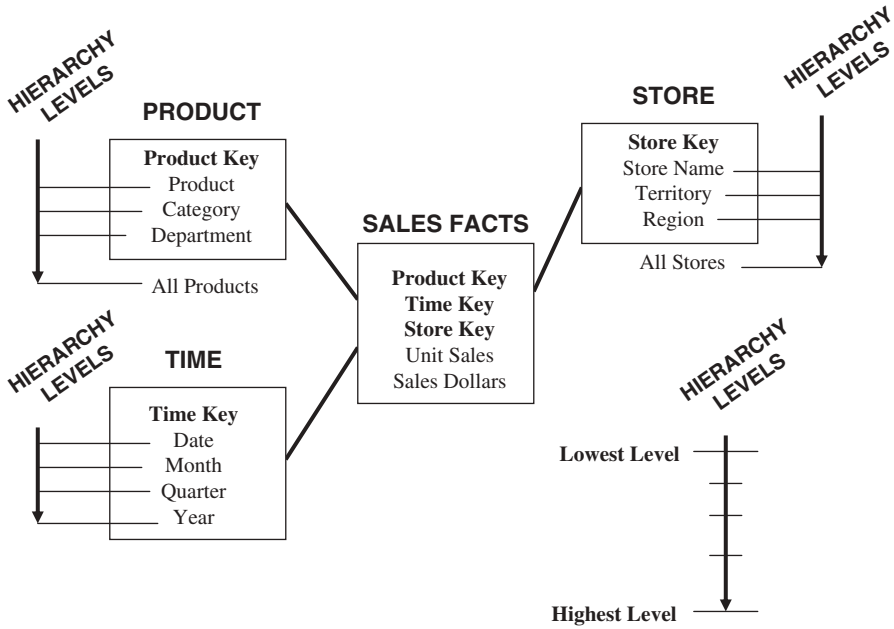 HIERARCHY
LEVELS
PRODUCT
Product Key
Product
Category
Department
All Products
HIERARCHY
LEVELS
STORE
Store Key
Store Name
Territory
Region
All Stores
SALES FACTS
Product Key
Time Key
Store Key
Unit Sales
Sales Dollars
HIERARCHY
LEVELS
TIME
Time Key
Date
Month
Quarter
Year
HIERARCHY
LEVELS
Lowest Level
Highest Level